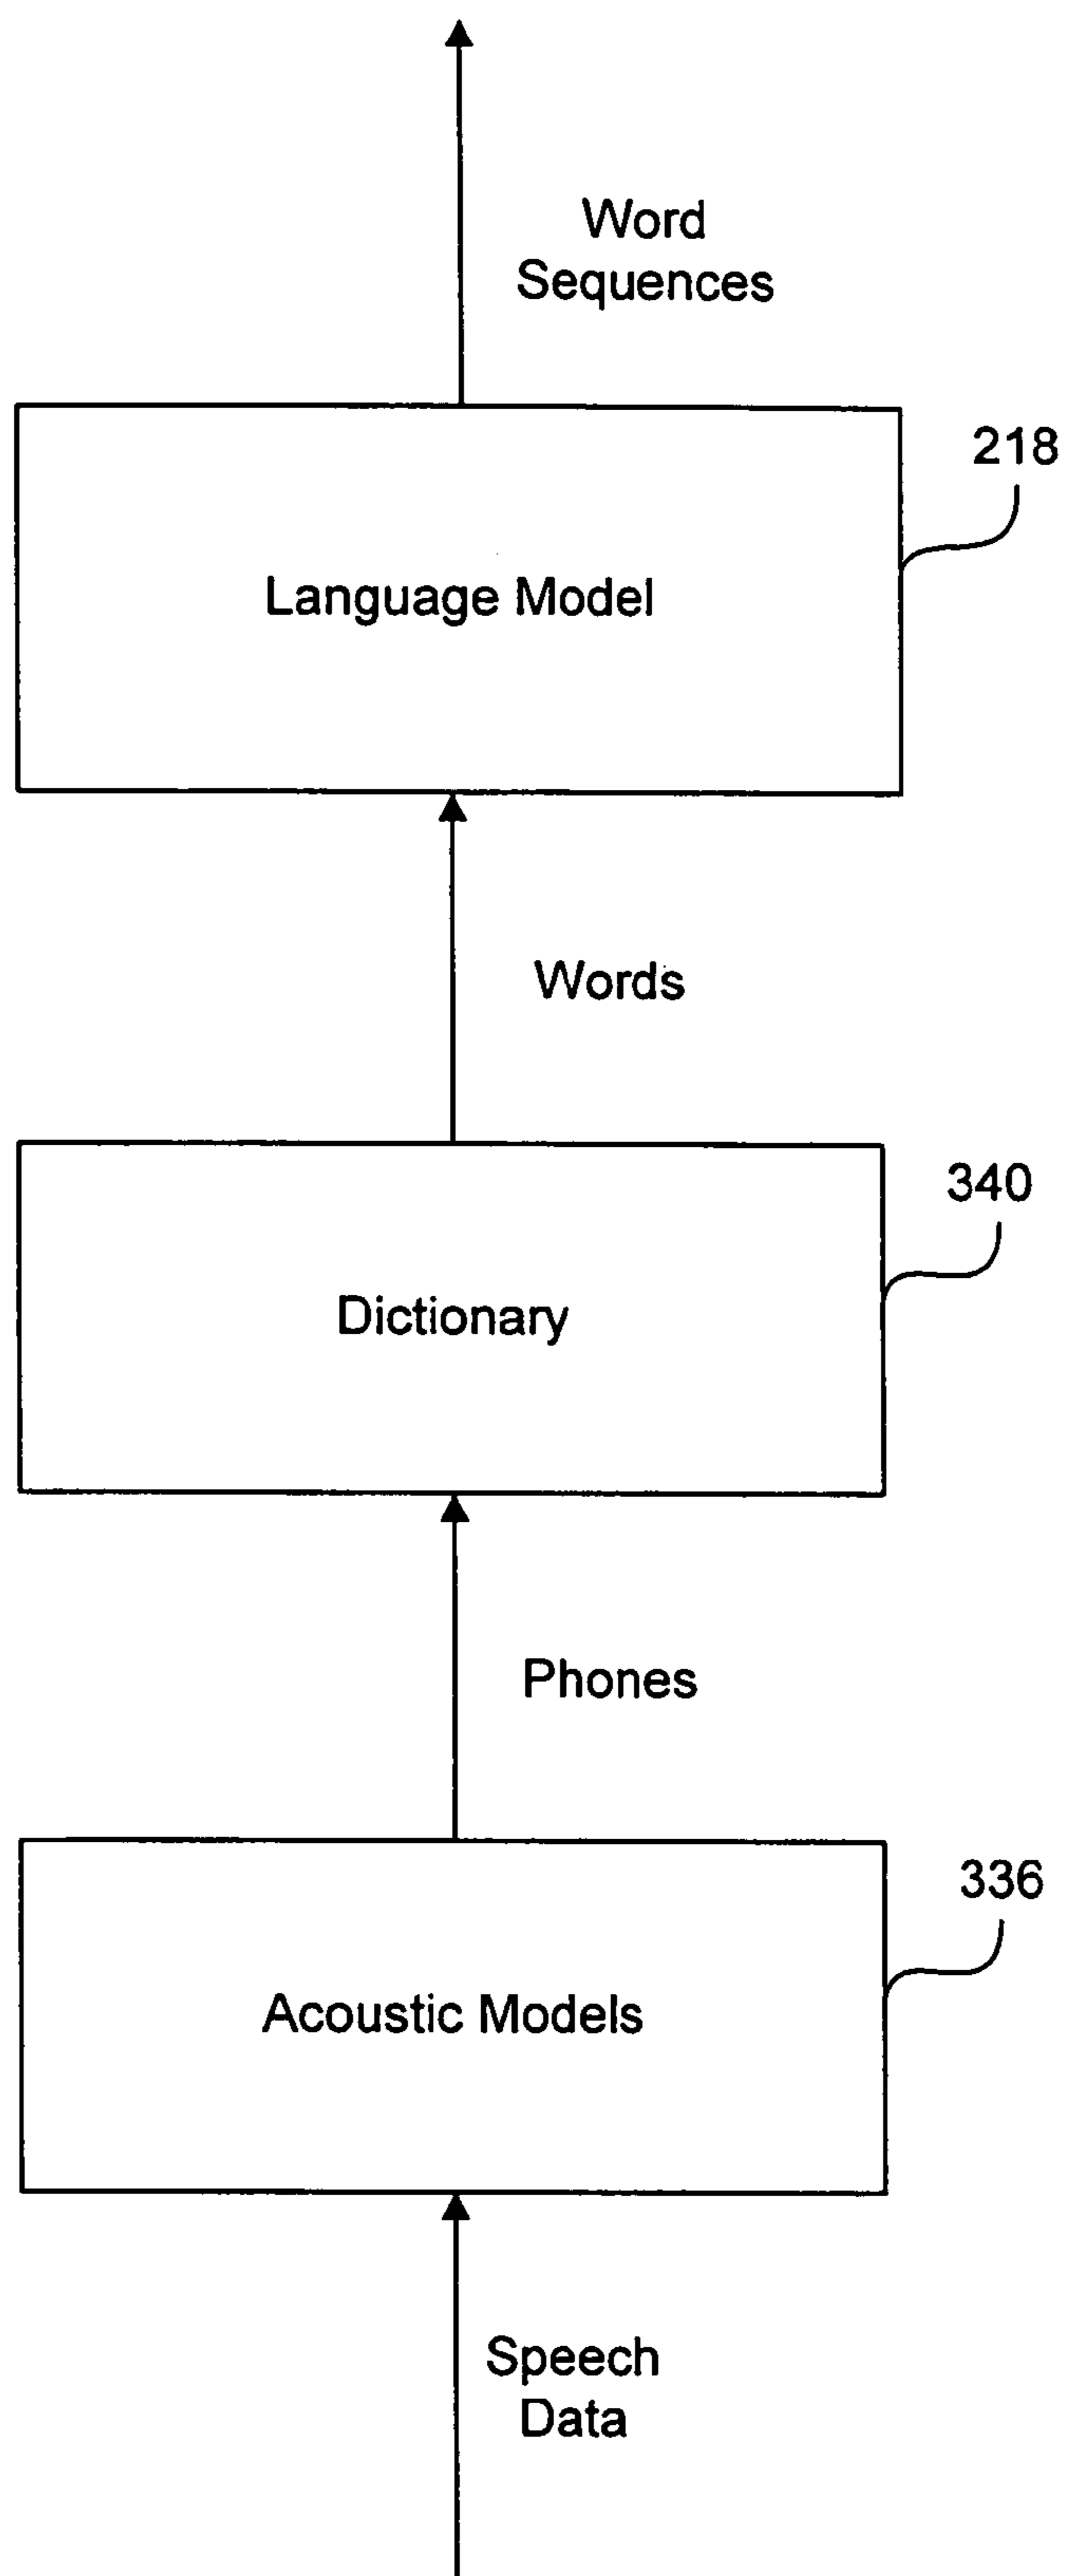 Word
Sequences
218
Language Model
Words
340
Dictionary
Phones
336
Acoustic Models
Speech
Data